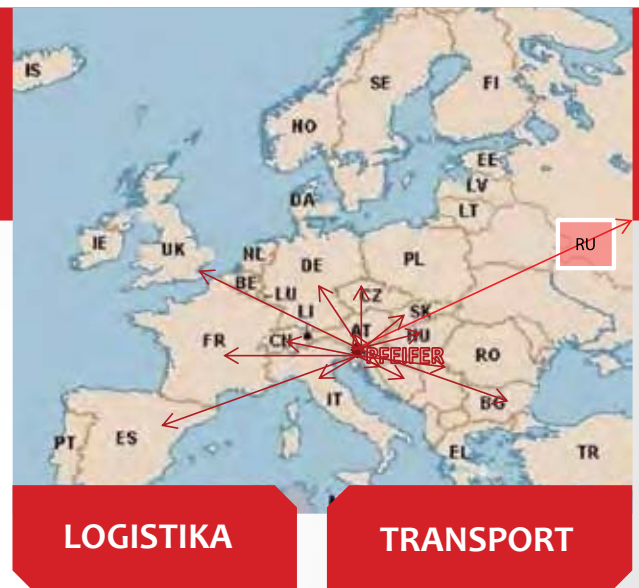 IS
SE
FI
NO
EE
LV
DA
LT
IE
UK
NL
DE
PL
RU
BE
LU
CZ
SK
LI
AT
HU
FR
CH
PFEIFER
RO
IT
BG
PT
ES
EL
TR
LOGISTIKA
TRANSPORT